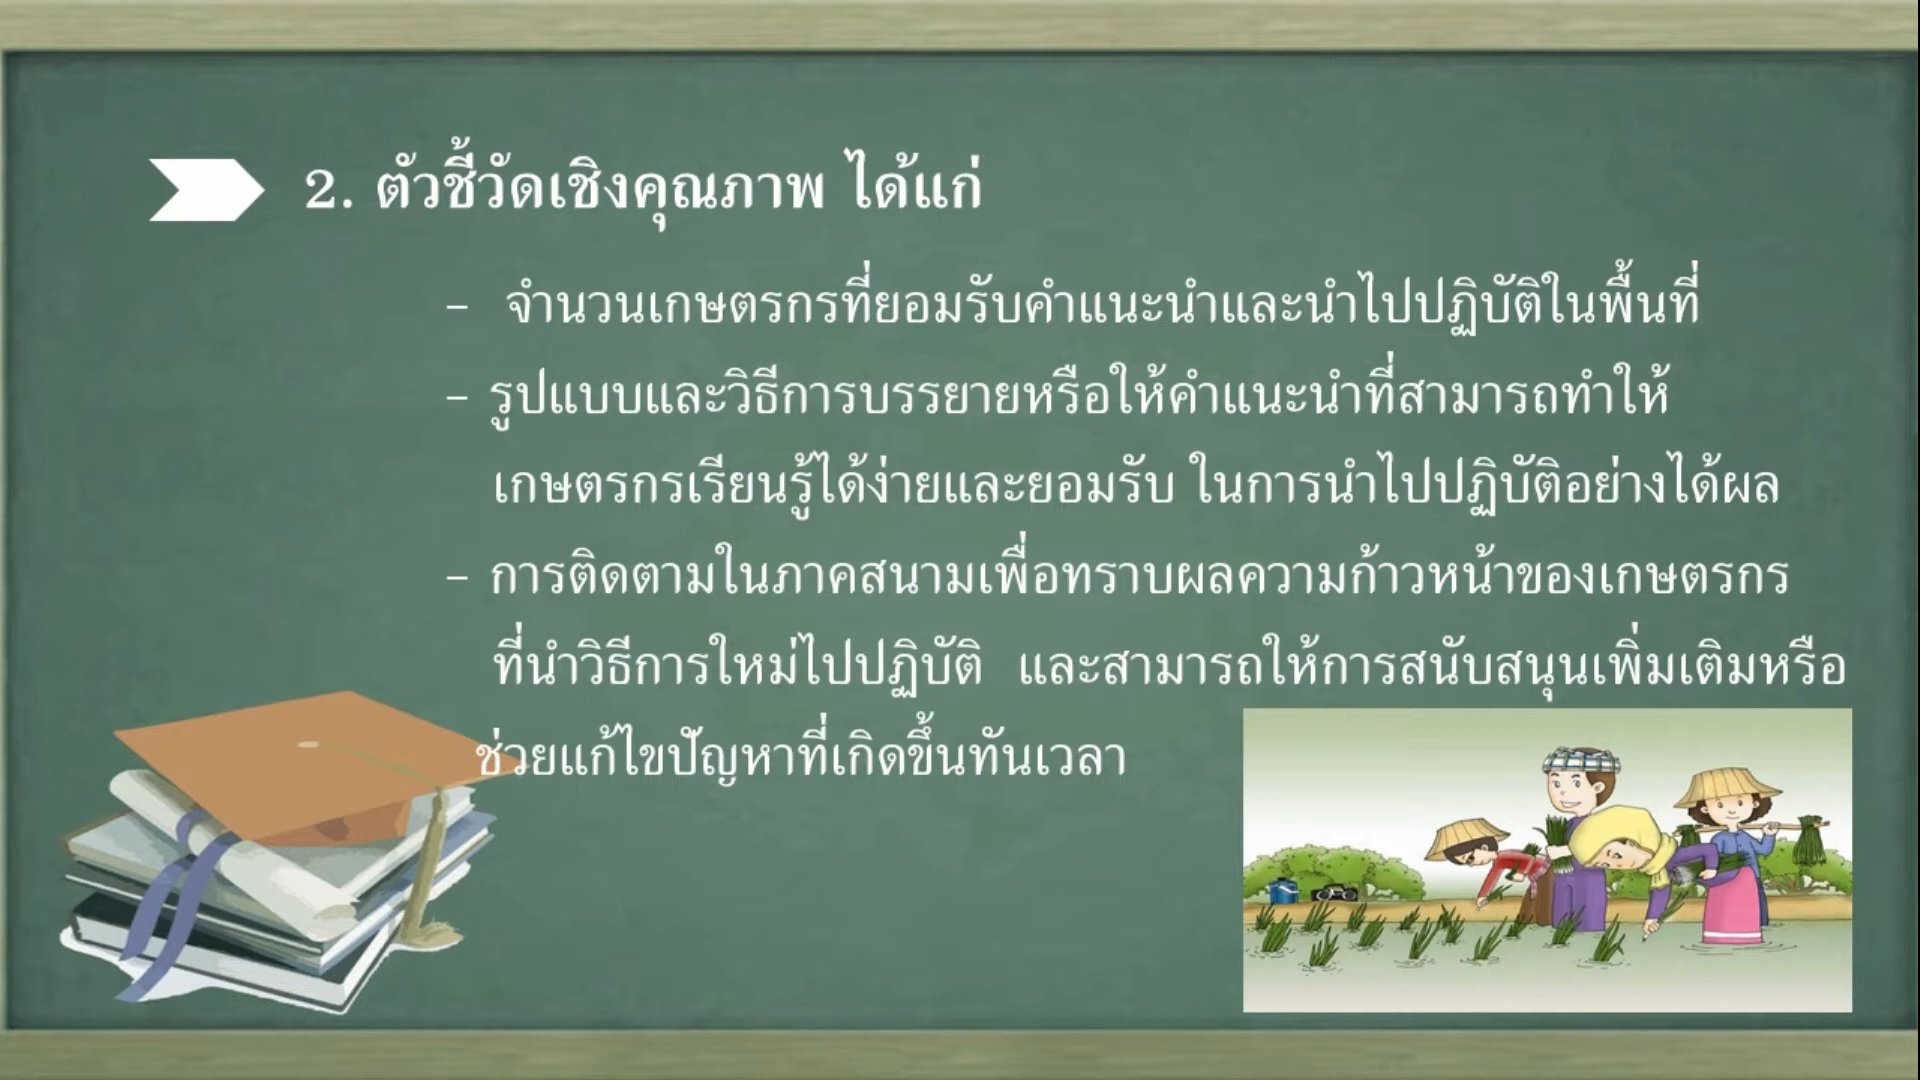 2. ตัวชี้วัดเชิงคุณภาพ ได้แก่
- จำนวนเกษตรกรที่ยอมรับคำแนะนำและนำไปปฏิบัติในพื้นที่
- รูปแบบและวิธีการบรรยายหรือให้คำแนะนำที่สามารถทำให้
เกษตรกรเรียนรู้ได้ง่ายและยอมรับ ในการนำไปปฏิบัติอย่างได้ผล
- การติดตามในภาคสนามเพื่อทราบผลความก้าวหน้าของเกษตรกร
ที่นำวิธีการใหม่ไปปฏิบัติ และสามารถให้การสนับสนุนเพิ่มเติมหรือ
ช่วยแก้ไขปัญหาที่เกิดขึ้นทันเวลา